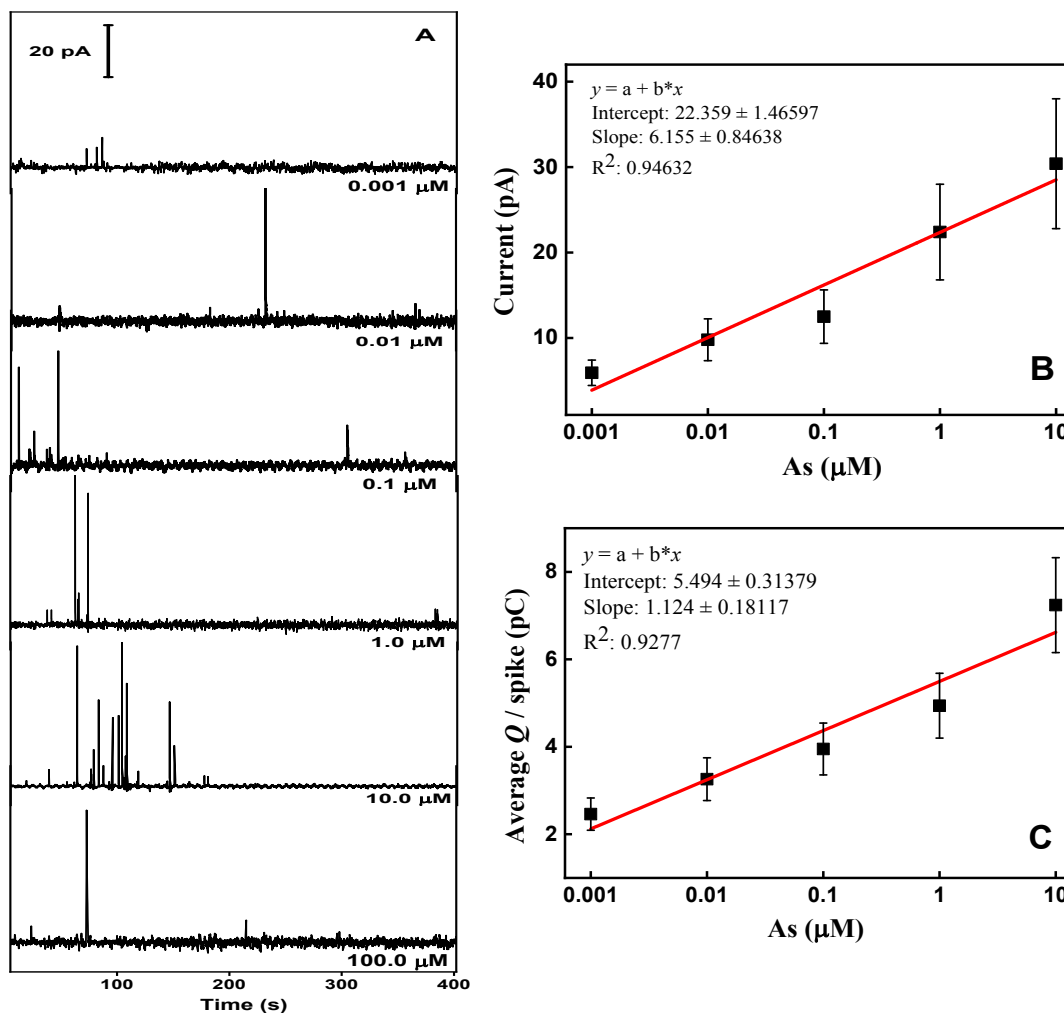 A
20 pA
0.001 μM
0.01 μM
0.1 μM
1.0 μM
10.0 μM
100.0 μM
100 200 300 400
Time (s)
40
30
20
10
Current (pA)
y = a + b*x
Intercept: 22.359 ± 1.46597
Slope: 6.155 ± 0.84638
R2: 0.94632
B
0.001 0.01 0.1 1 10
As (μM)
8
6
4
2
Average Q / spike (pC)
y = a + b*x
Intercept: 5.494 ± 0.31379
Slope: 1.124 ± 0.18117
R2: 0.9277
C
0.001 0.01 0.1 1 10
As (μM)